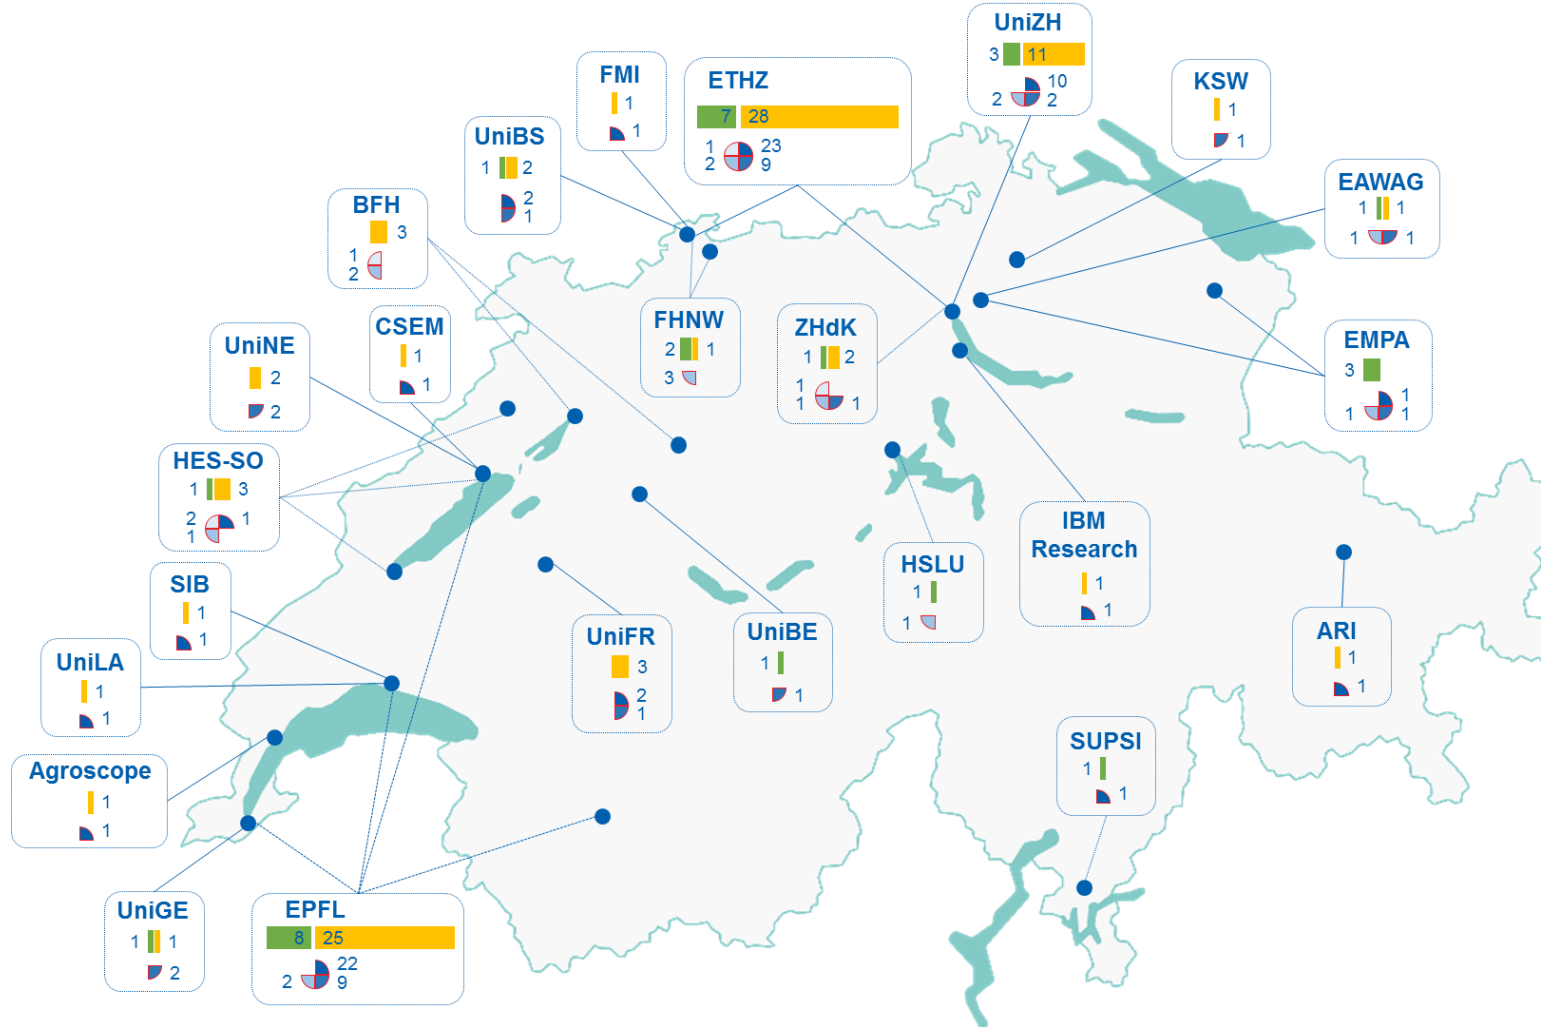 UniZH
3 11
10
2 2
FMI
1
1
ETHZ
7 28
1 23
2 9
KSW
1
1
UniBS
1 2
2
1
EAWAG
1 1
1 1
BFH
3
1
2
FHNW
2 1
3
ZHdK
1 2
1
1 1
CSEM
1
1
UniNE
2
2
EMPA
3
1
1 1
HES-SO
1 3
2 1
1
IBM
Research
1
1
HSLU
1
1
SIB
1
1
UniFR
3
2
1
UniBE
1
1
ARI
1
1
UniLA
1
1
SUPSI
1
1
Agroscope
1
1
UniGE
1 1
2
EPFL
8 25
22
2 9